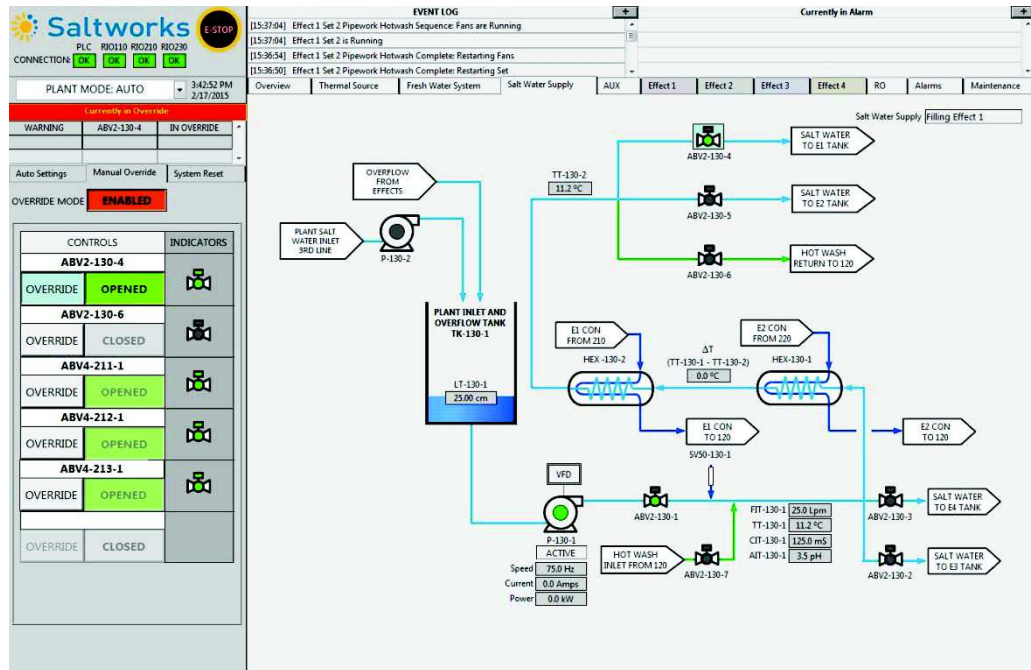 Saltworks
E-STOP
PLC RIO110 RIO210 RIO230
CONNECTION: OK OK OK OK
PLANT MODE: AUTO
3:42:52 PM
2/17/2015
Currently in Override
WARNING ABV2-130-4 IN OVERRIDE
Auto Settings Manual Override System Reset
OVERRIDE MODE ENABLED
CONTROLS INDICATORS
ABV2-130-4
OVERRIDE OPENED
ABV2-130-6
OVERRIDE CLOSED
ABV4-211-1
OVERRIDE OPENED
ABV4-212-1
OVERRIDE OPENED
ABV4-213-1
OVERRIDE OPENED
OVERRIDE CLOSED
EVENT LOG +
[15:37:04] Effect 1 Set 2 Pipework Hotwash Sequence: Fans are Running
[15:37:04] Effect 1 Set 2 is Running
[15:36:54] Effect 1 Set 2 Pipework Hotwash Complete: Restarting Fans
[15:36:50] Effect 1 Set 2 Pipework Hotwash Complete: Restarting Set
Currently in Alarm +
Overview Thermal Source Fresh Water System Salt Water Supply AUX Effect 1 Effect 2 Effect 3 Effect 4 RO Alarms Maintenance
Salt Water Supply Filling Effect 1
OVERFLOW
FROM
EFFECTS
PLANT SALT
WATER INLET
3RD LINE
P-130-2
TT-130-2
11.2 ºC
ABV2-130-4
SALT WATER
TO E1 TANK
ABV2-130-5
SALT WATER
TO E2 TANK
ABV2-130-6
HOT WASH
RETURN TO 120
PLANT INLET AND
OVERFLOW TANK
TK-130-1
LT-130-1
25.00 cm
E1 CON
FROM 210
HEX -130-2
ΔT
(TT-130-1 - TT-130-2)
0.0 ºC
E2 CON
FROM 220
HEX-130-1
E1 CON
TO 120
E2 CON
TO 120
SV50-130-1
VFD
P-130-1
ACTIVE
Speed 75.0 Hz
Current 0.0 Amps
Power 0.0 kW
ABV2-130-1
HOT WASH
INLET FROM 120
ABV2-130-7
FIT-130-1 25.0 Lpm
TT-130-1 11.2 ºC
CIT-130-1 125.0 mS
AIT-130-1 3.5 pH
ABV2-130-3
SALT WATER
TO E4 TANK
ABV2-130-2
SALT WATER
TO E3 TANK